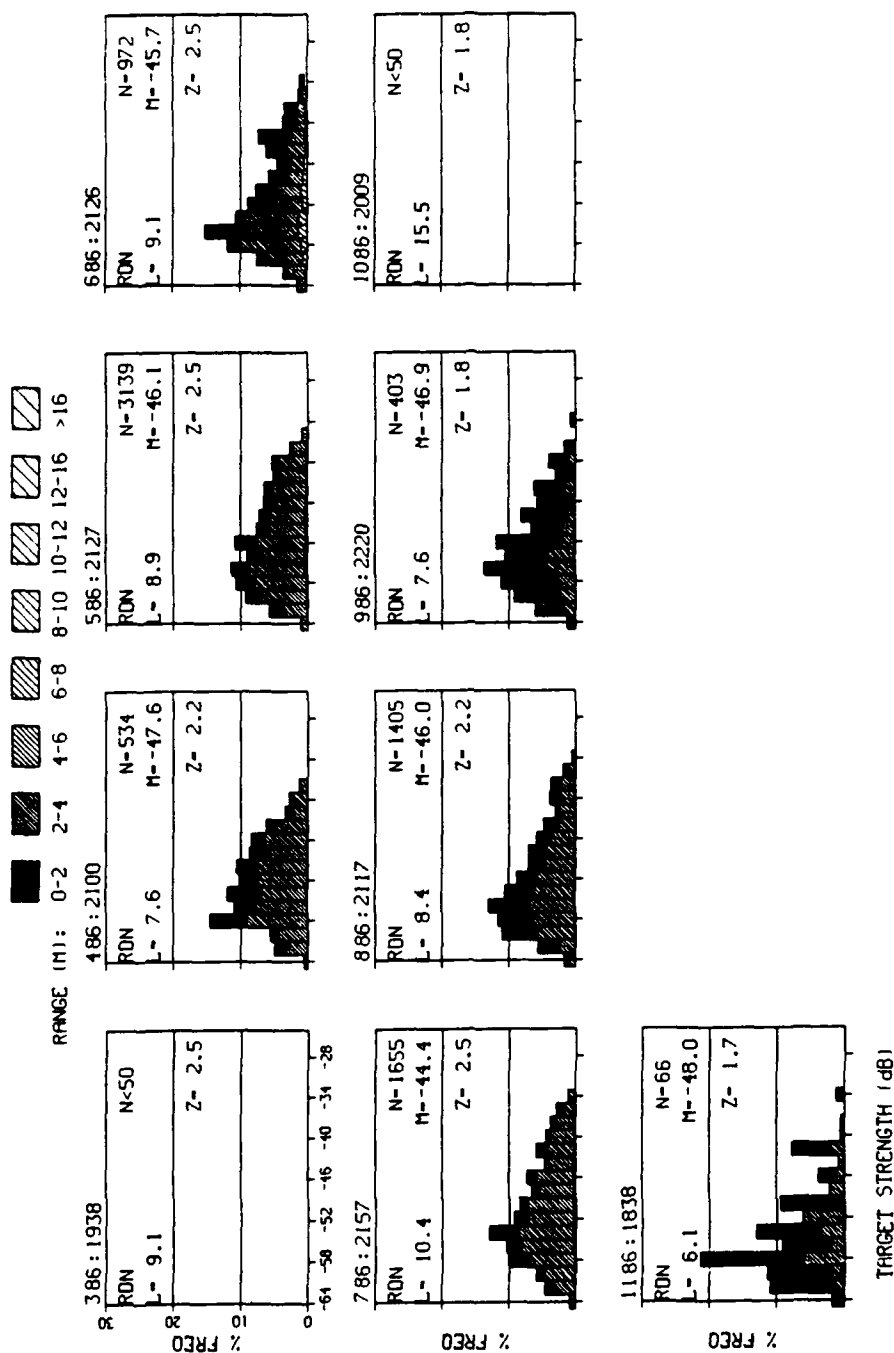 RANGE (M): 0-2 2-4 4-6 6-8 8-10 10-12 12-16 >16
386:1938
RDN N<50
L= 9.1 Z= 2.5
486:2100
RDN N=534
L= 7.6 M=-47.6
Z= 2.2
586:2127
RDN N=3139
L= 8.9 M=-46.1
Z= 2.5
686:2126
RDN N=972
L= 9.1 M=-45.7
Z= 2.5
% FREQ
30
20
10
0
-64 -58 -52 -46 -40 -34 -28
786:2157
RDN N=1655
L= 10.4 M=-44.4
Z= 2.5
886:2117
RDN N=1405
L= 8.4 M=-46.0
Z= 2.2
986:2220
RDN N=403
L= 7.6 M=-46.9
Z= 1.8
1086:2009
RDN N<50
L= 15.5 Z= 1.8
% FREQ
1186:1838
RDN N=66
L= 6.1 M=-48.0
Z= 1.7
% FREQ
TARGET STRENGTH (dB)